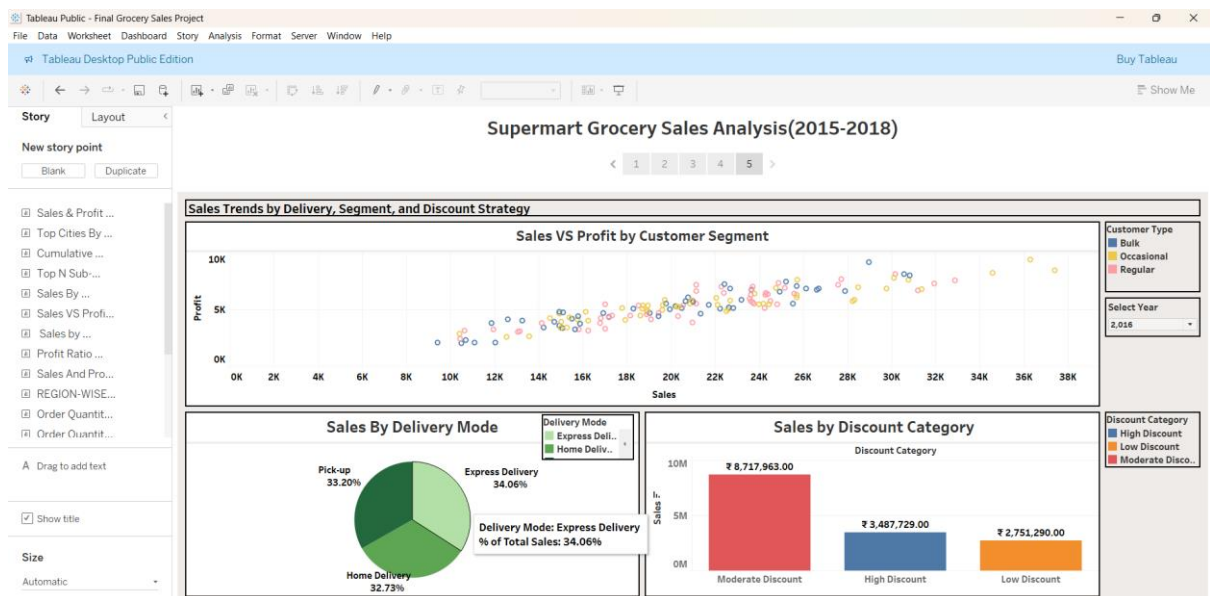 Tableau Public - Final Grocery Sales Project
File Data Worksheet Dashboard Story Analysis Format Server Window Help
Tableau Desktop Public Edition
Buy Tableau
Show Me
Story Layout
New story point
Blank Duplicate
Sales & Profit ...
Top Cities By ...
Cumulative ...
Top N Sub-...
Sales By ...
Sales VS Profi...
Sales by ...
Profit Ratio ...
Sales And Pro...
REGION-WISE...
Order Quantit...
Order Quantit...
A Drag to add text
Show title
Size
Automatic
Supermart Grocery Sales Analysis(2015-2018)
1 2 3 4 5
Sales Trends by Delivery, Segment, and Discount Strategy
Sales VS Profit by Customer Segment
10K
5K
0K
Profit
0K 2K 4K 6K 8K 10K 12K 14K 16K 18K 20K 22K 24K 26K 28K 30K 32K 34K 36K 38K
Sales
Customer Type
Bulk
Occasional
Regular
Select Year
2,016
Sales By Delivery Mode
Delivery Mode
Express Deli..
Home Deliv..
Pick-up
33.20%
Express Delivery
34.06%
Delivery Mode: Express Delivery
% of Total Sales: 34.06%
Home Delivery
32.73%
Sales by Discount Category
Discount Category
10M
5M
0M
Sales
₹ 8,717,963.00
₹ 3,487,729.00
₹ 2,751,290.00
Moderate Discount High Discount Low Discount
Discount Category
High Discount
Low Discount
Moderate Disco..